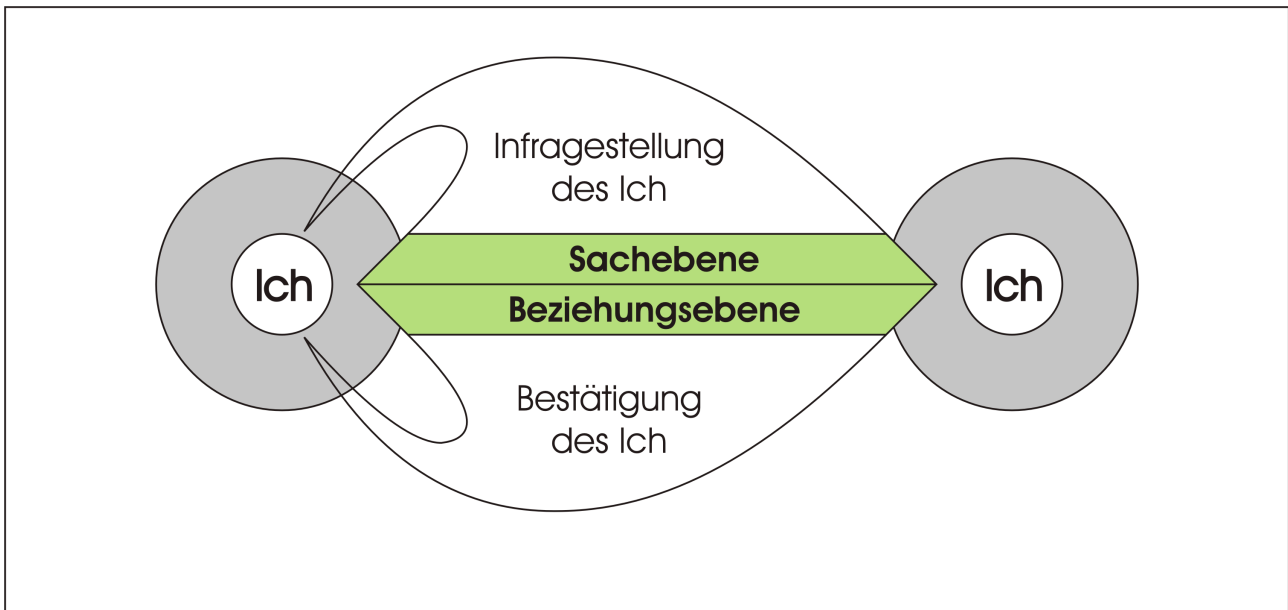 Infragestellung
des Ich
Sachebene
Ich
Ich
Beziehungsebene
Bestätigung
des Ich